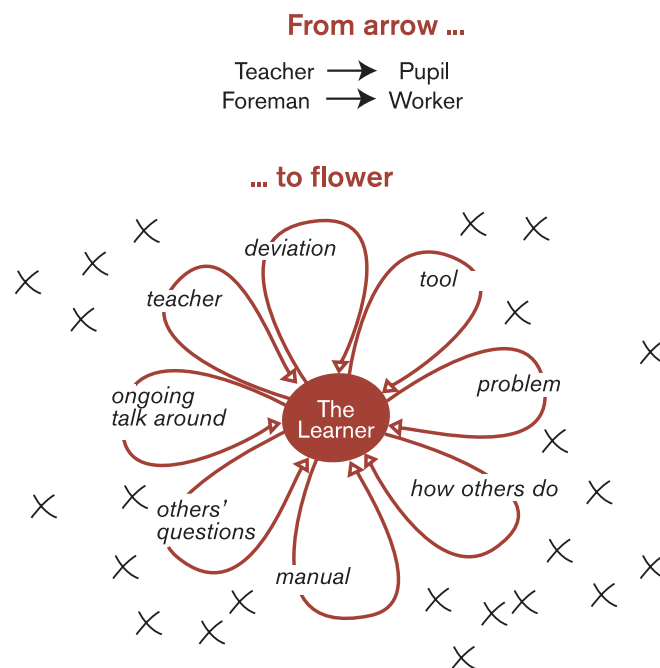 From arrow ...
Teacher → Pupil
Foreman → Worker
... to flower
deviation
teacher
tool
ongoing
talk around
problem
The
Learner
how others do
others’
questions
manual